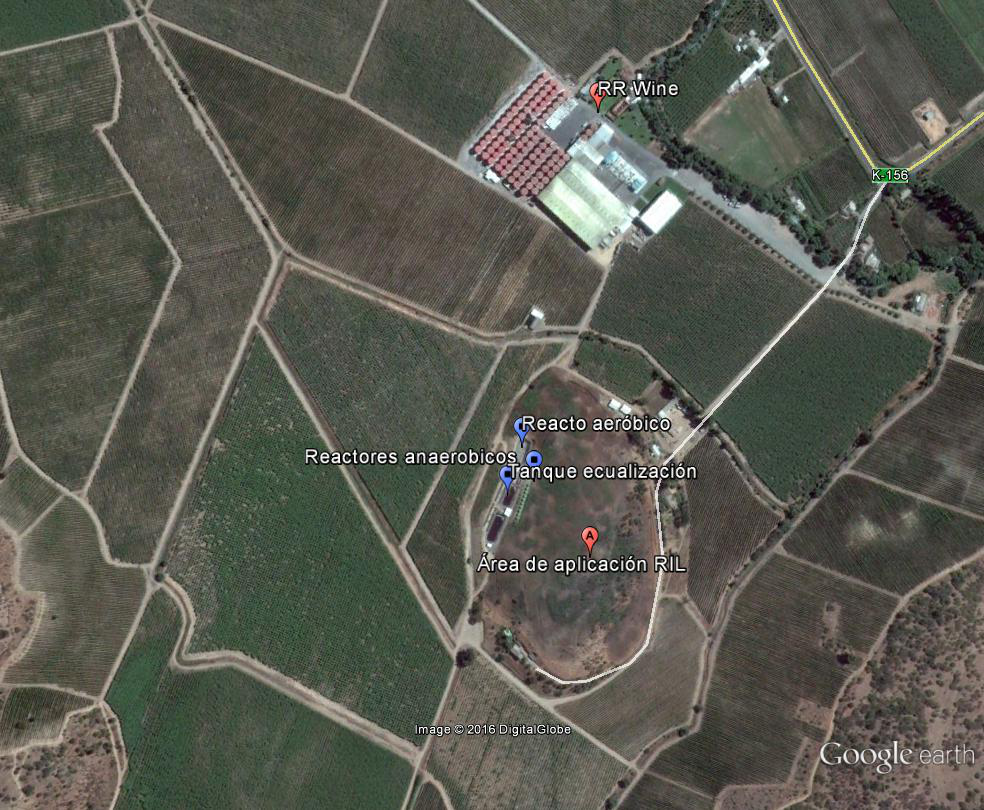 RR Wine
K-156
Reacto aeróbico
Reactores anaerobicos
Tanque ecualización
A
Área de aplicación RIL
Image © 2016 DigitalGlobe
Google earth